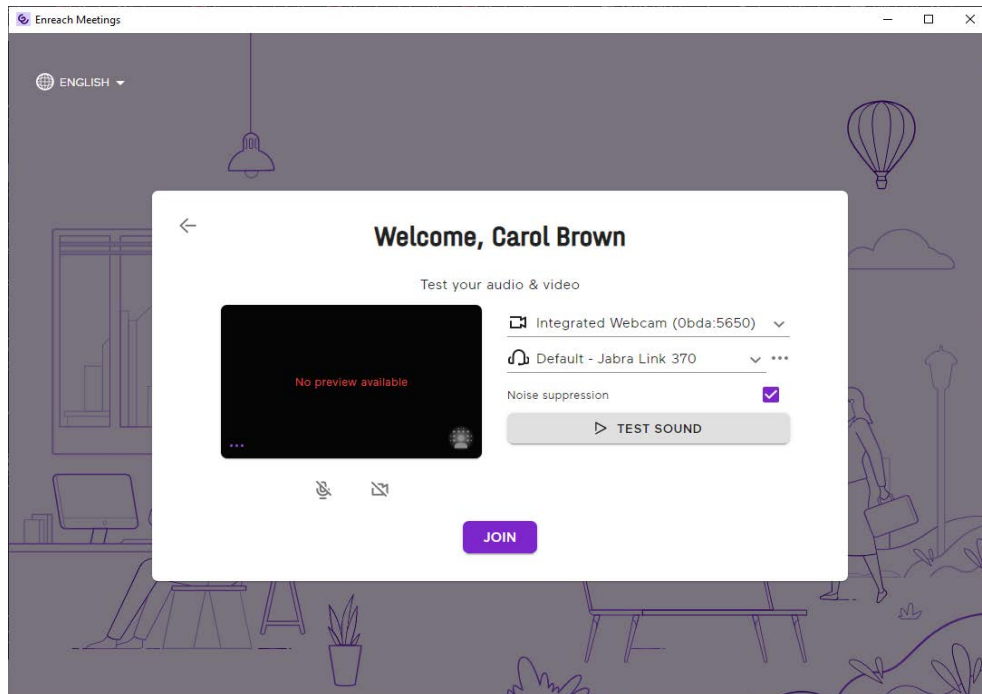 Enreach Meetings
ENGLISH
Welcome, Carol Brown
Test your audio & video
Integrated Webcam (0bda:5650)
No preview available
Default - Jabra Link 370
Noise suppression
TEST SOUND
JOIN